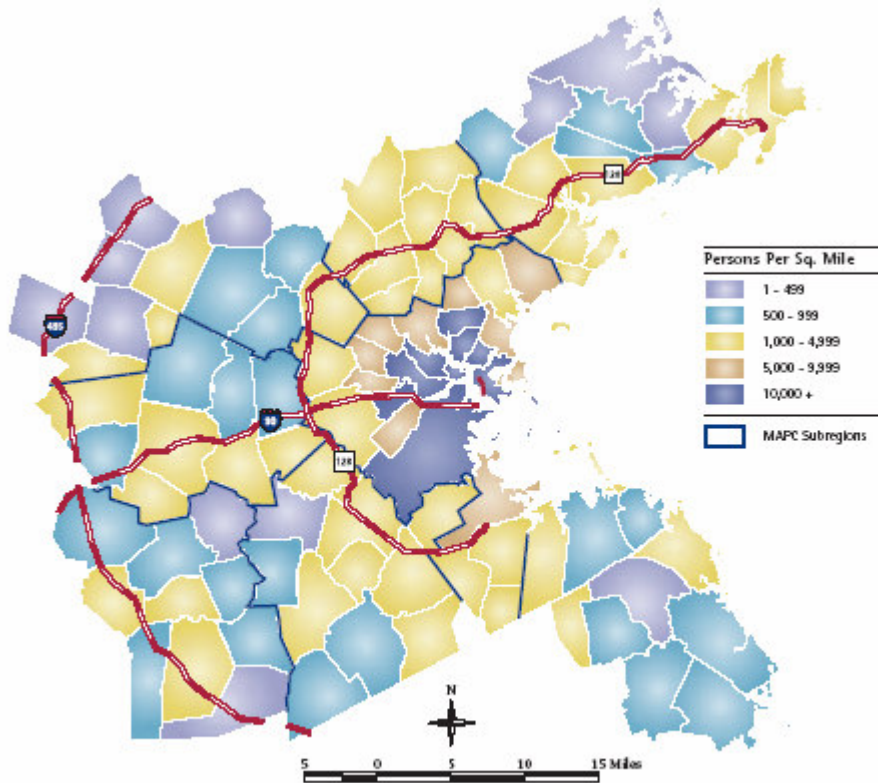 128
Persons Per Sq. Mile
1 - 499
500 - 999
1,000 - 4,999
5,000 - 9,999
10,000 +
MAPC Subregions
495
90
128
N
5 0 5 10 15 Miles